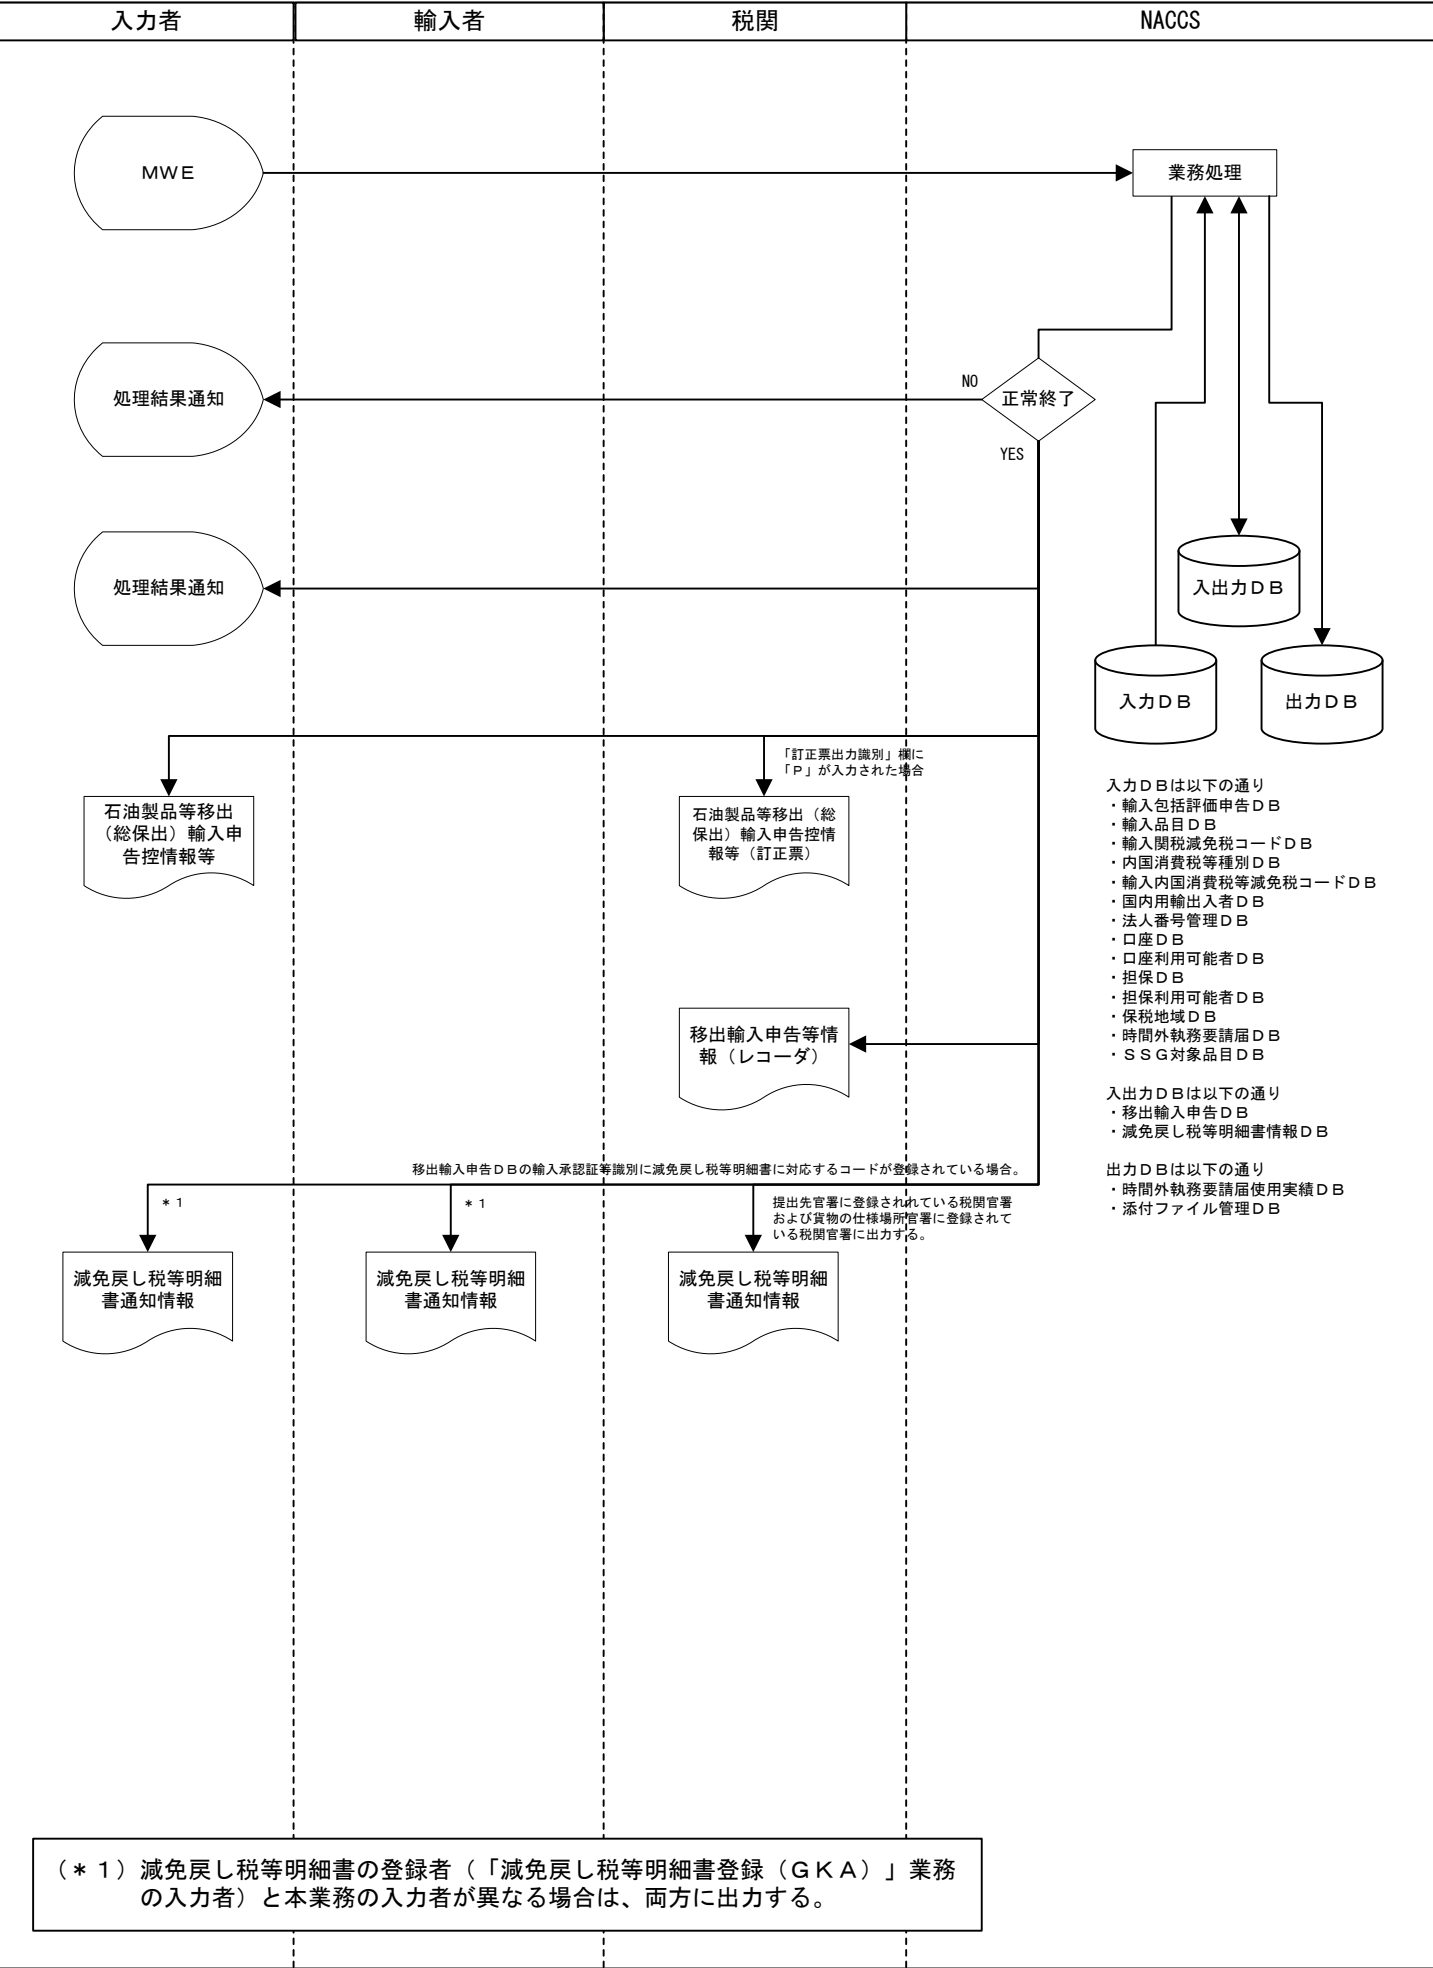 入力者
輸入者
税関
NACCS
MWE
業務処理
処理結果通知
NO
正常終了
YES
処理結果通知
入出力DB
入力DB
出力DB
「訂正票出力識別」欄に
「P」が入力された場合
石油製品等移出
（総保出）輸入申
告控情報等
石油製品等移出（総
保出）輸入申告控情
報等（訂正票）
移出輸入申告等情
報（レコーダ）
入力DBは以下の通り
・輸入包括評価申告DB
・輸入品目DB
・輸入関税減免税コードDB
・内国消費税等種別DB
・輸入内国消費税等減免税コードDB
・国内用輸出入者DB
・法人番号管理DB
・口座DB
・口座利用可能者DB
・担保DB
・担保利用可能者DB
・保税地域DB
・時間外執務要請届DB
・SSG対象品目DB
入出力DBは以下の通り
・移出輸入申告DB
・減免戻し税等明細書情報DB
出力DBは以下の通り
・時間外執務要請届使用実績DB
・添付ファイル管理DB
移出輸入申告DBの輸入承認証等識別に減免戻し税等明細書に対応するコードが登録されている場合。
＊1
＊1
提出先官署に登録されれている税関官署
および貨物の仕様場所官署に登録されて
いる税関官署に出力する。
減免戻し税等明細
書通知情報
減免戻し税等明細
書通知情報
減免戻し税等明細
書通知情報
（＊1）減免戻し税等明細書の登録者（「減免戻し税等明細書登録（GKA）」業務
の入力者）と本業務の入力者が異なる場合は、両方に出力する。